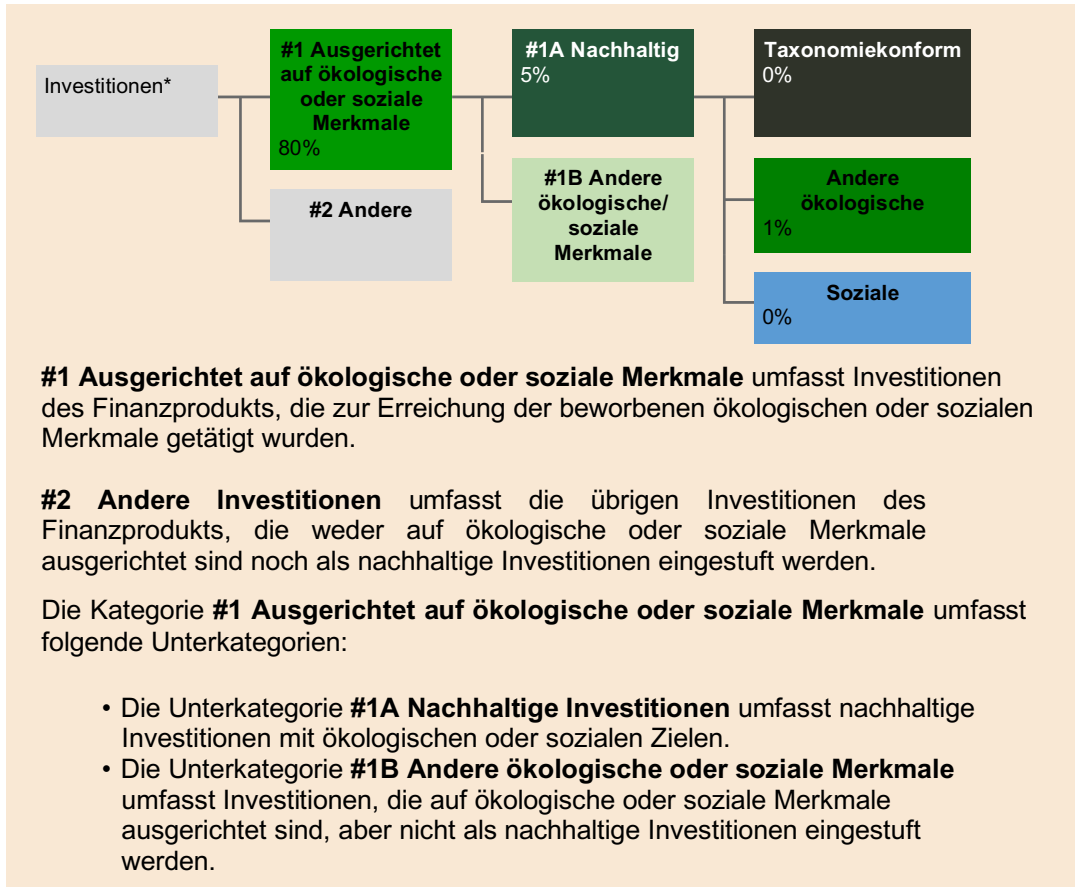 Investitionen*
#1 Ausgerichtet
auf ökologische
oder soziale
Merkmale
80%
#2 Andere
#1A Nachhaltig
5%
#1B Andere
ökologische/
soziale
Merkmale
Taxonomiekonform
0%
Andere
ökologische
1%
Soziale
0%
#1 Ausgerichtet auf ökologische oder soziale Merkmale umfasst Investitionen
des Finanzprodukts, die zur Erreichung der beworbenen ökologischen oder sozialen
Merkmale getätigt wurden.
#2 Andere Investitionen umfasst die übrigen Investitionen des
Finanzprodukts, die weder auf ökologische oder soziale Merkmale
ausgerichtet sind noch als nachhaltige Investitionen eingestuft werden.
Die Kategorie #1 Ausgerichtet auf ökologische oder soziale Merkmale umfasst
folgende Unterkategorien:
• Die Unterkategorie #1A Nachhaltige Investitionen umfasst nachhaltige
Investitionen mit ökologischen oder sozialen Zielen.
• Die Unterkategorie #1B Andere ökologische oder soziale Merkmale
umfasst Investitionen, die auf ökologische oder soziale Merkmale
ausgerichtet sind, aber nicht als nachhaltige Investitionen eingestuft
werden.